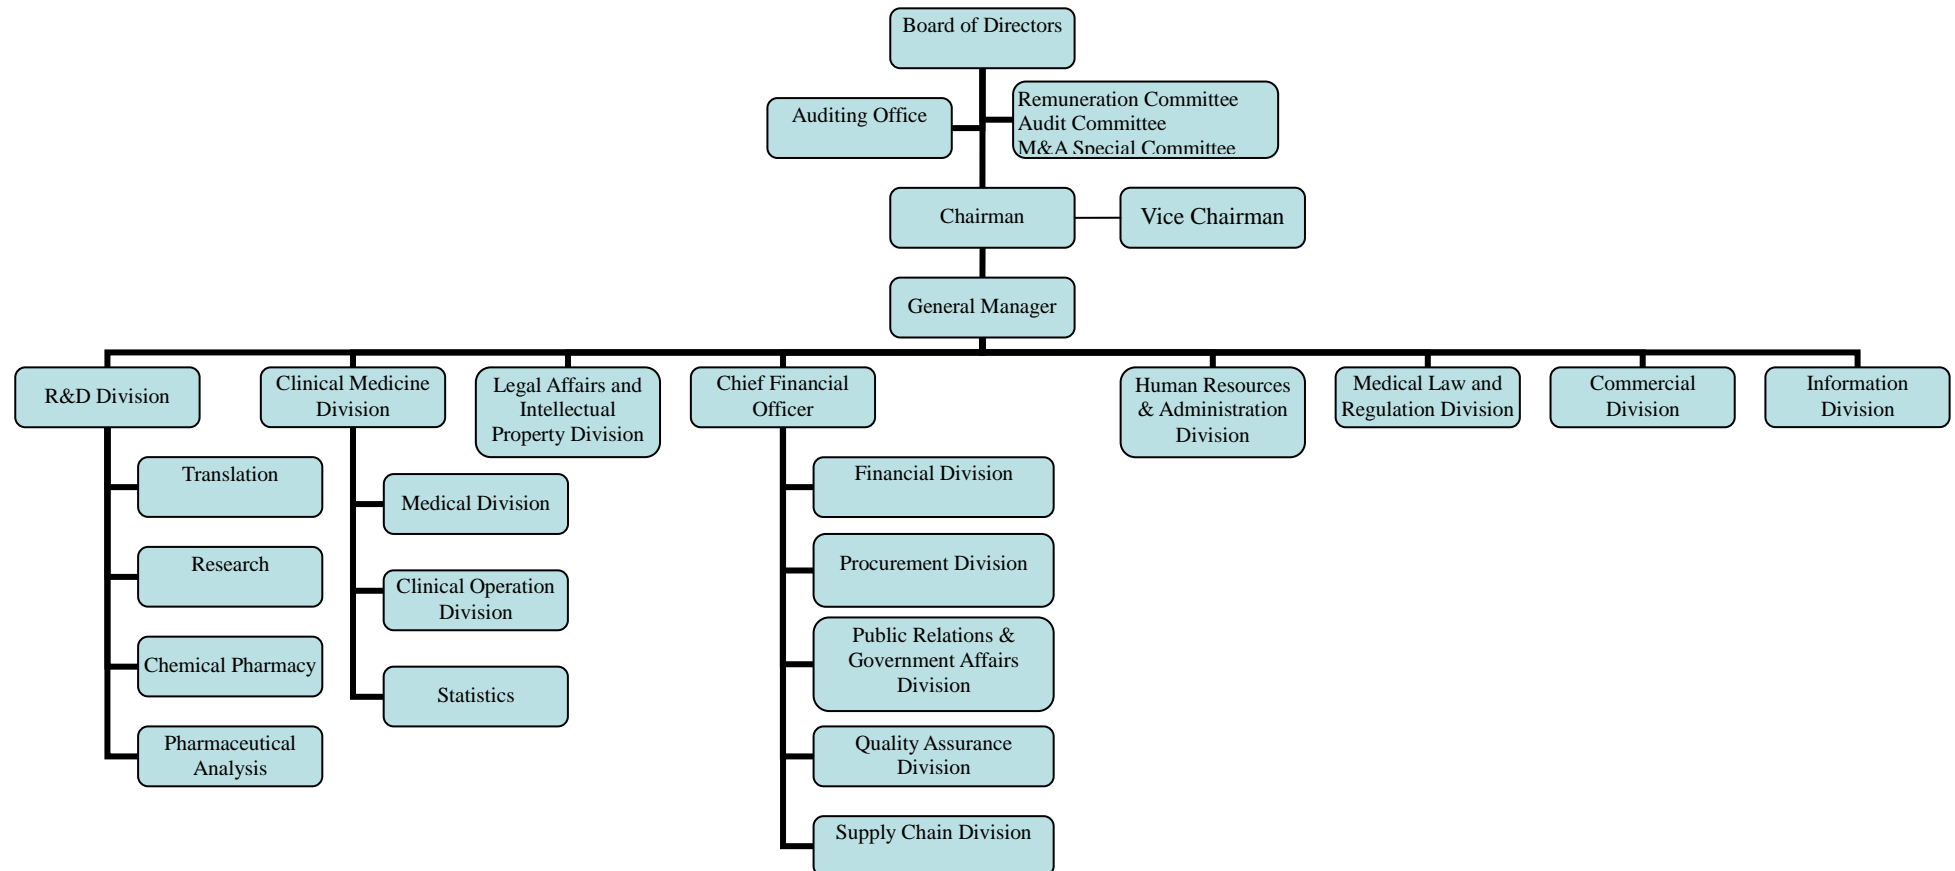 Board of Directors
Auditing Office
Remuneration Committee
Audit Committee
M&A Special Committee
Chairman
Vice Chairman
General Manager
R&D Division
Clinical Medicine
Division
Legal Affairs and
Intellectual
Property Division
Chief Financial
Officer
Human Resources
& Administration
Division
Medical Law and
Regulation Division
Commercial
Division
Information
Division
Translation
Research
Chemical Pharmacy
Pharmaceutical
Analysis
Medical Division
Clinical Operation
Division
Statistics
Financial Division
Procurement Division
Public Relations &
Government Affairs
Division
Quality Assurance
Division
Supply Chain Division